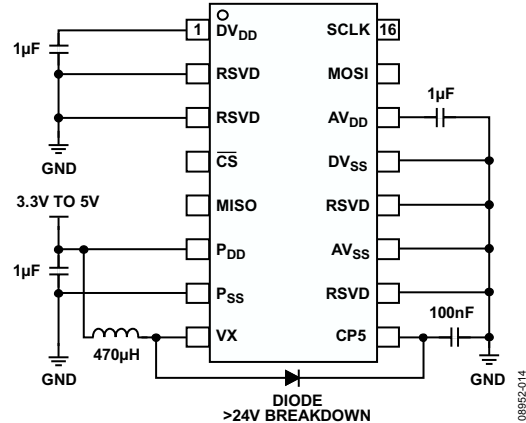 1 DVDD SCLK 16
1µF
RSVD MOSI
RSVD AVDD
1µF
GND
CS DVSS
3.3V TO 5V
MISO RSVD
PDD AVSS
1µF
PSS RSVD
100nF
VX CP5
470µH
GND
DIODE
>24V BREAKDOWN
GND
08952-014